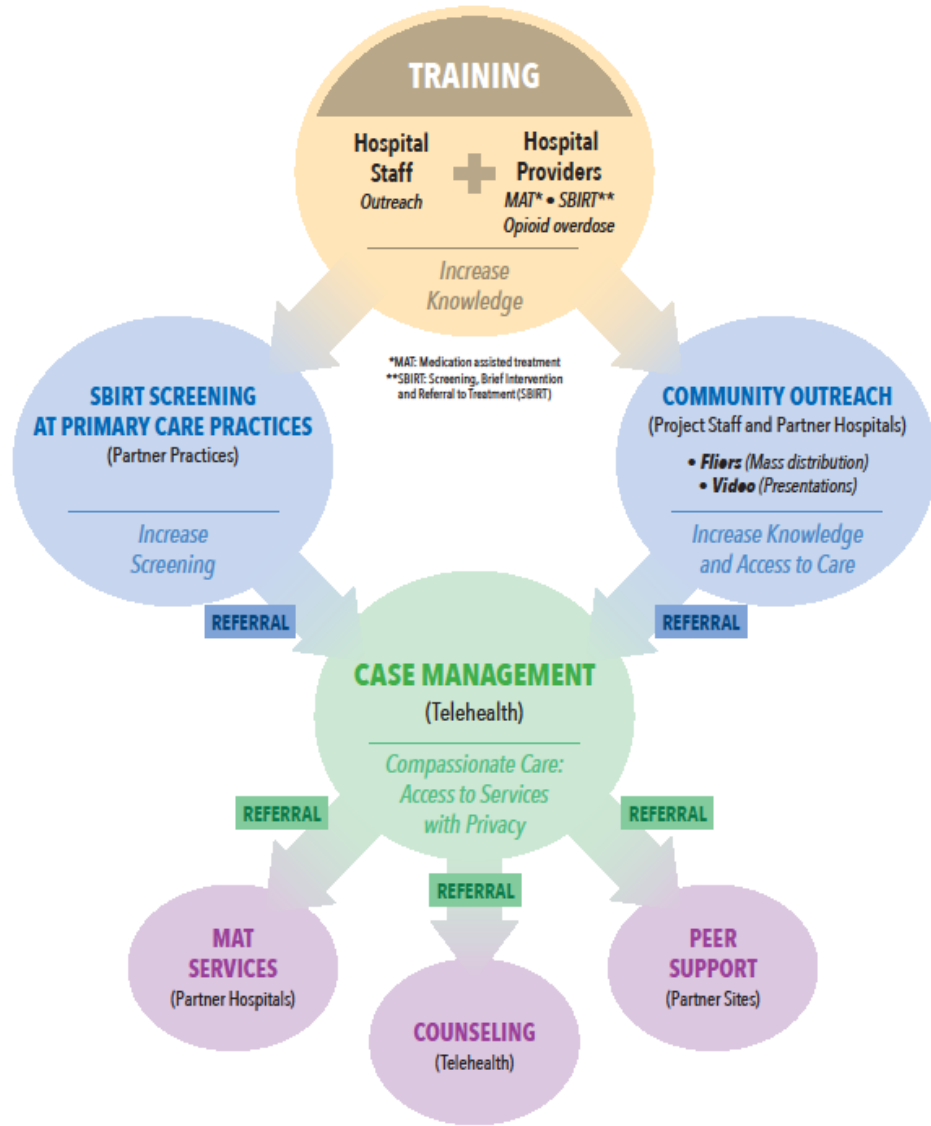 TRAINING
Hospital
Staff
Outreach
Hospital
Providers
MAT* • SBIRT**
Opioid overdose
Increase
Knowledge
*MAT: Medication assisted treatment
**SBIRT: Screening, Brief Intervention
and Referral to Treatment (SBIRT)
SBIRT SCREENING
AT PRIMARY CARE PRACTICES
(Partner Practices)
Increase
Screening
COMMUNITY OUTREACH
(Project Staff and Partner Hospitals)
• Fliers (Mass distribution)
• Video (Presentations)
Increase Knowledge
and Access to Care
REFERRAL
REFERRAL
CASE MANAGEMENT
(Telehealth)
Compassionate Care:
Access to Services
with Privacy
REFERRAL
REFERRAL
REFERRAL
MAT
SERVICES
(Partner Hospitals)
COUNSELING
(Telehealth)
PEER
SUPPORT
(Partner Sites)